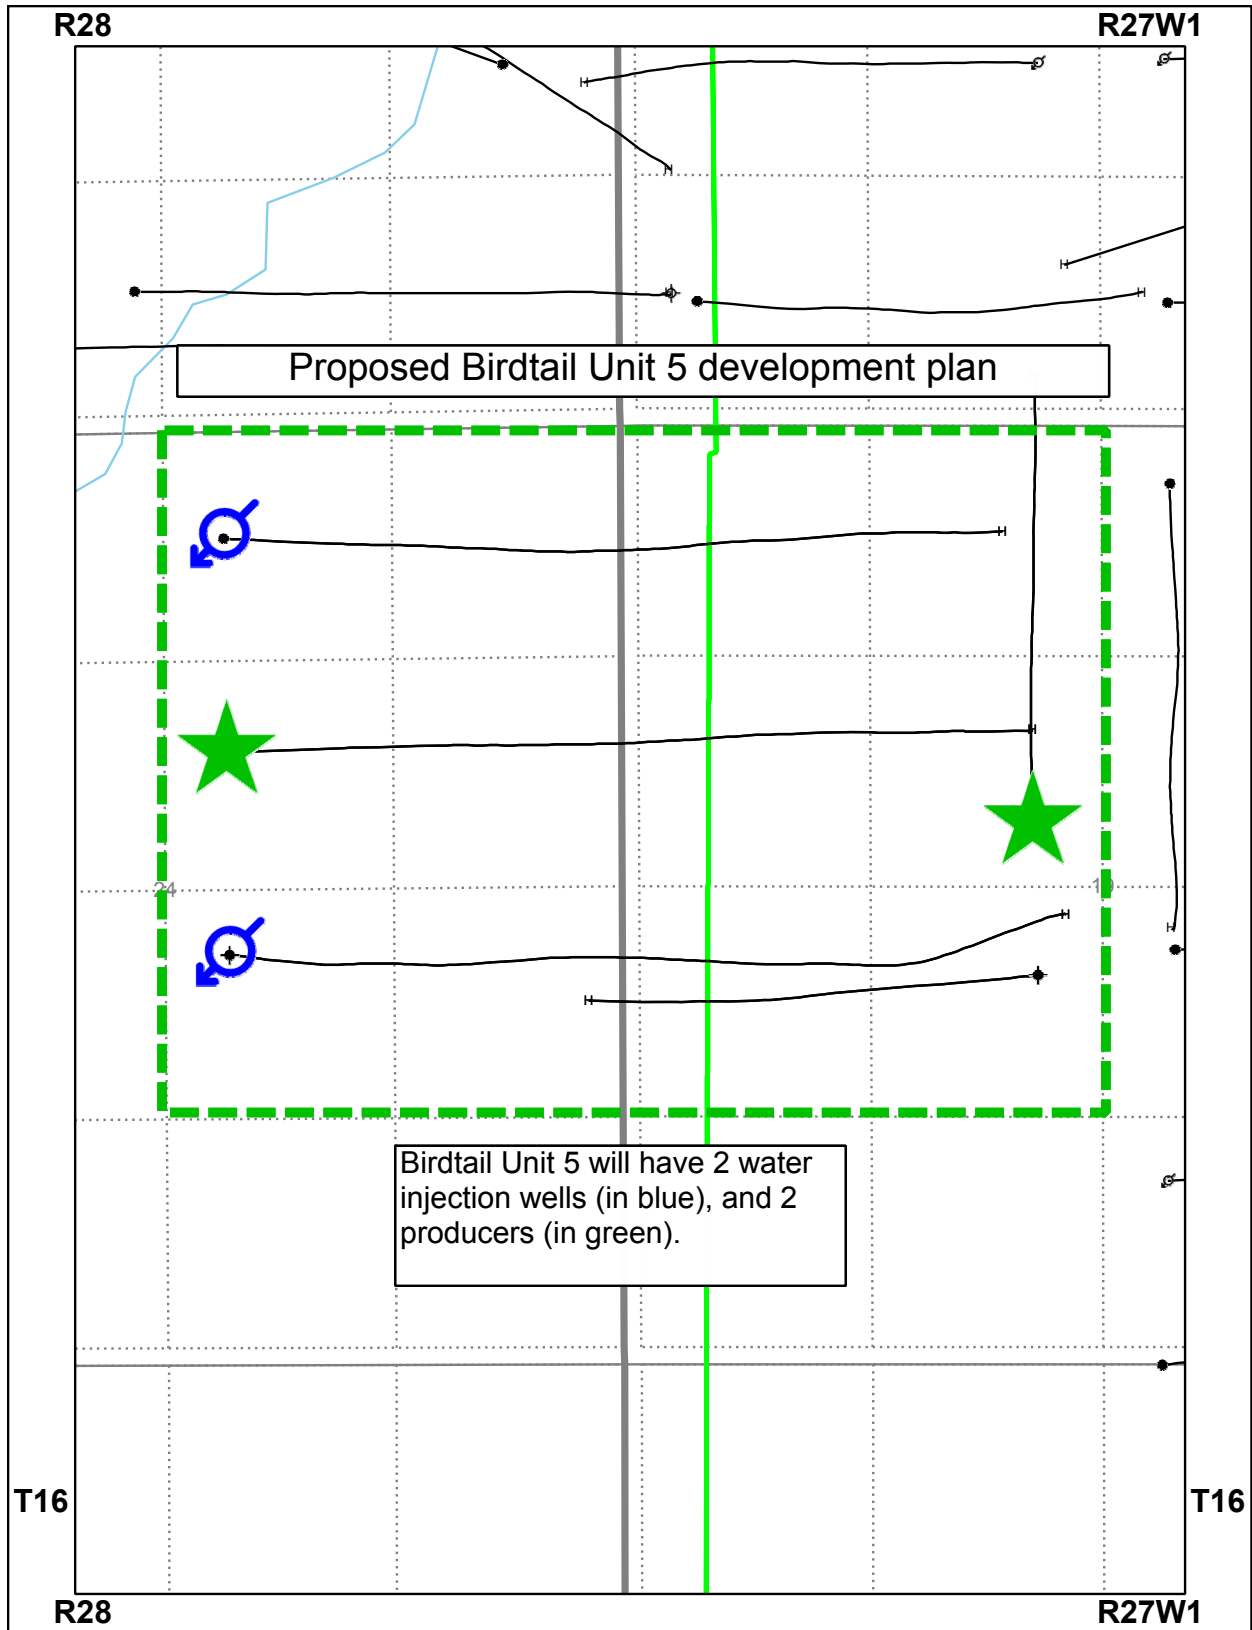 R28
R27W1
Proposed Birdtail Unit 5 development plan
24
Birdtail Unit 5 will have 2 water
injection wells (in blue), and 2
producers (in green).
T16
T16
R28
R27W1